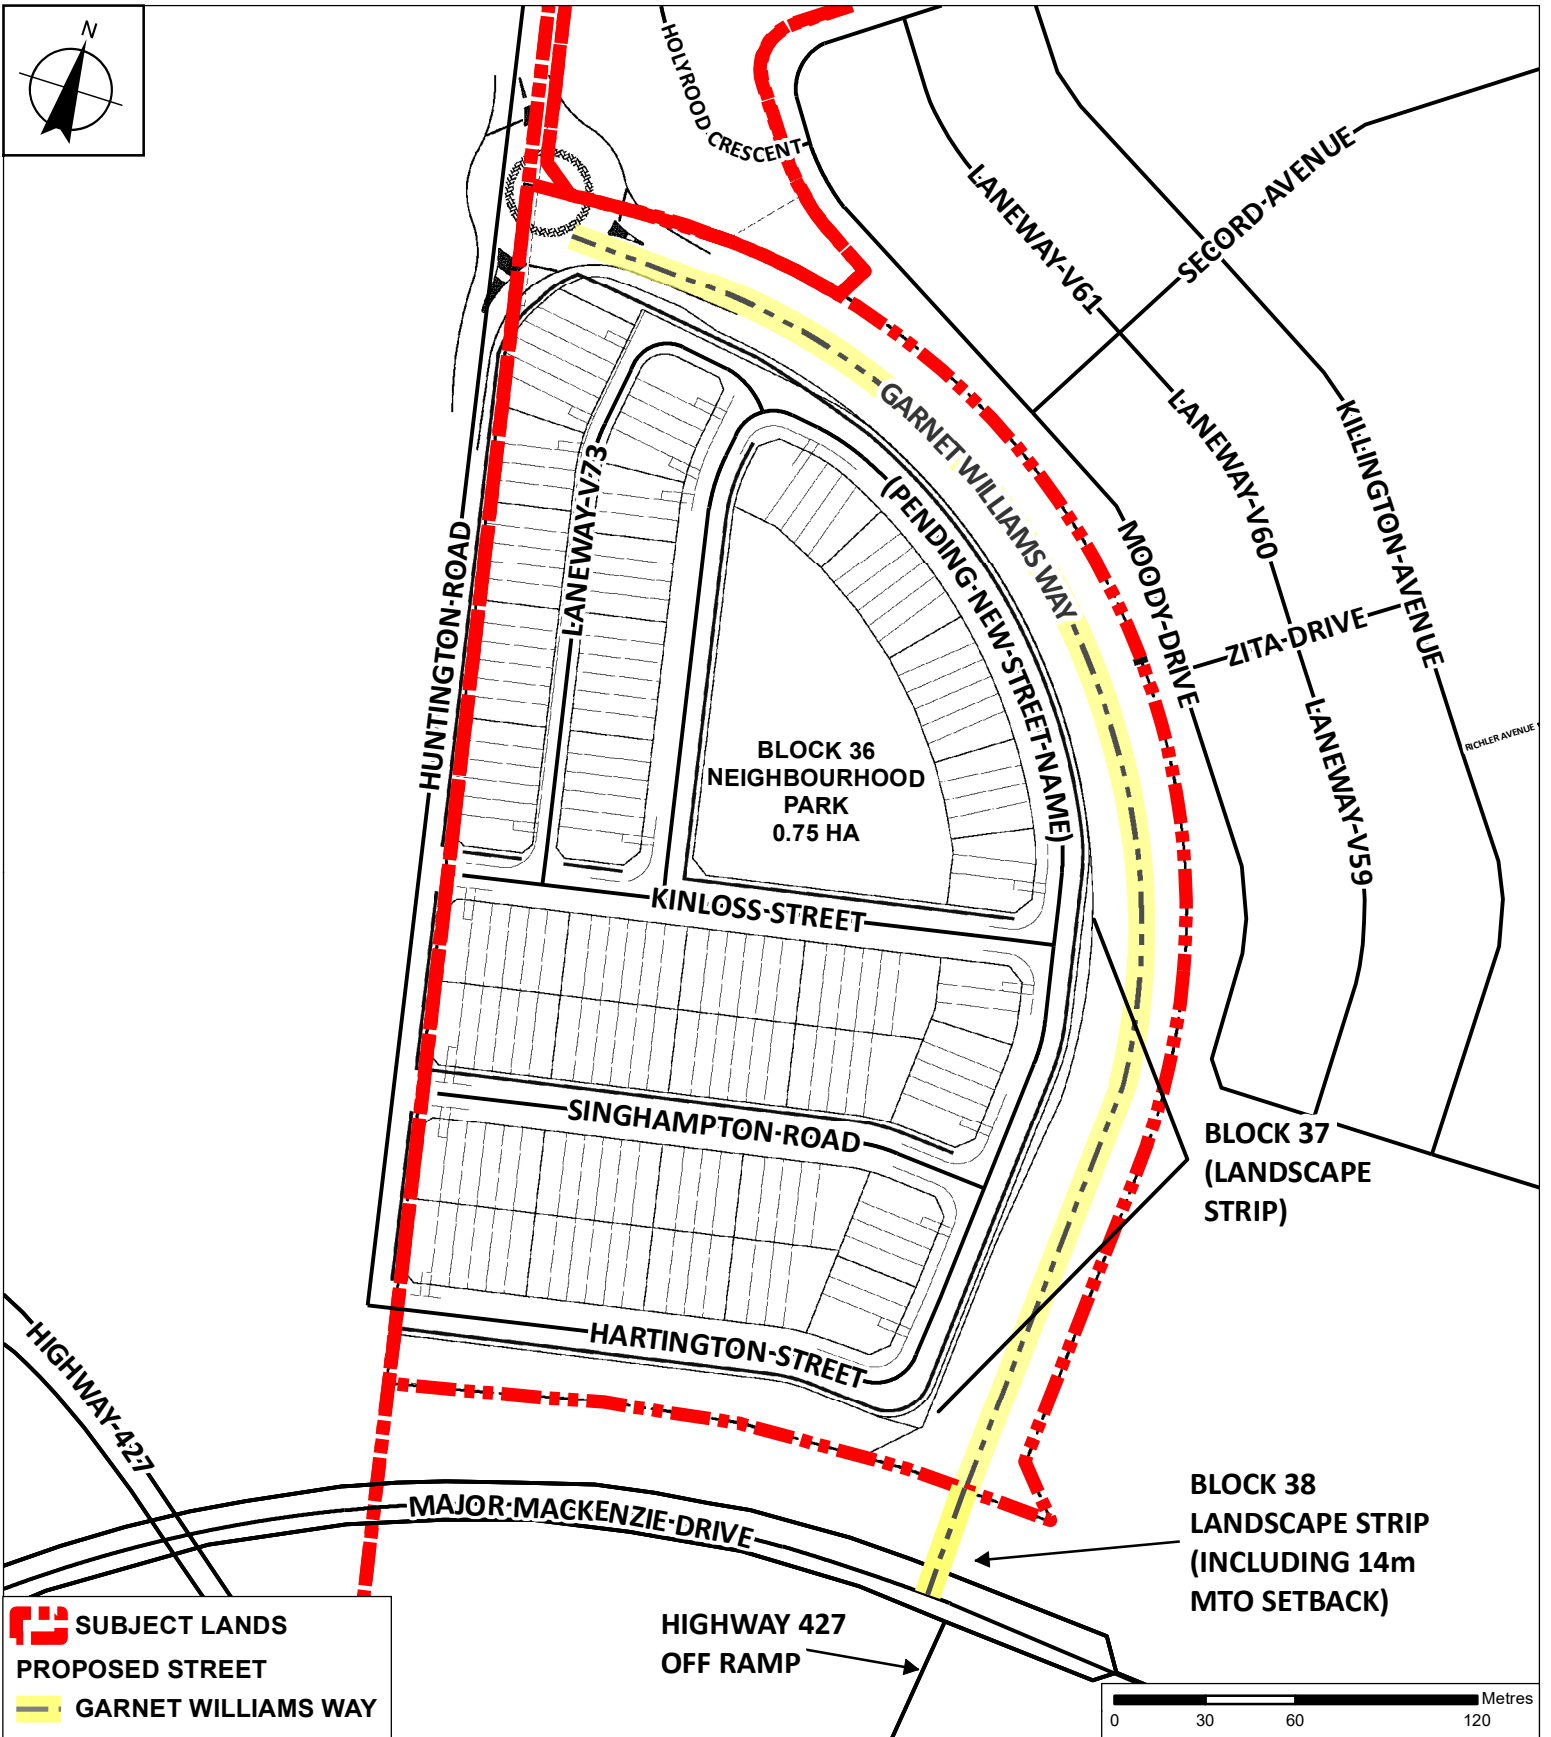 N
HOLYROOD CRESCENT
LANEWAY-V61
SECORD AVENUE
LANEWAY-V60
KILLINGTON AVENUE
GARNET WILLIAMS WAY
(PENDING NEW STREET NAME)
LANEWAY-V73
HUNTINGTON ROAD
MOODY DRIVE
ZITA DRIVE
LANEWAY-V59
RICHLER AVENUE
BLOCK 36
NEIGHBOURHOOD
PARK
0.75 HA
KINLOSS STREET
SINGHAMPTON ROAD
BLOCK 37
(LANDSCAPE
STRIP)
HARTINGTON STREET
HIGHWAY 427
MAJOR MACKENZIE DRIVE
BLOCK 38
LANDSCAPE STRIP
(INCLUDING 14m
MTO SETBACK)
HIGHWAY 427
OFF RAMP
SUBJECT LANDS
PROPOSED STREET
GARNET WILLIAMS WAY
Metres
0 30 60 120